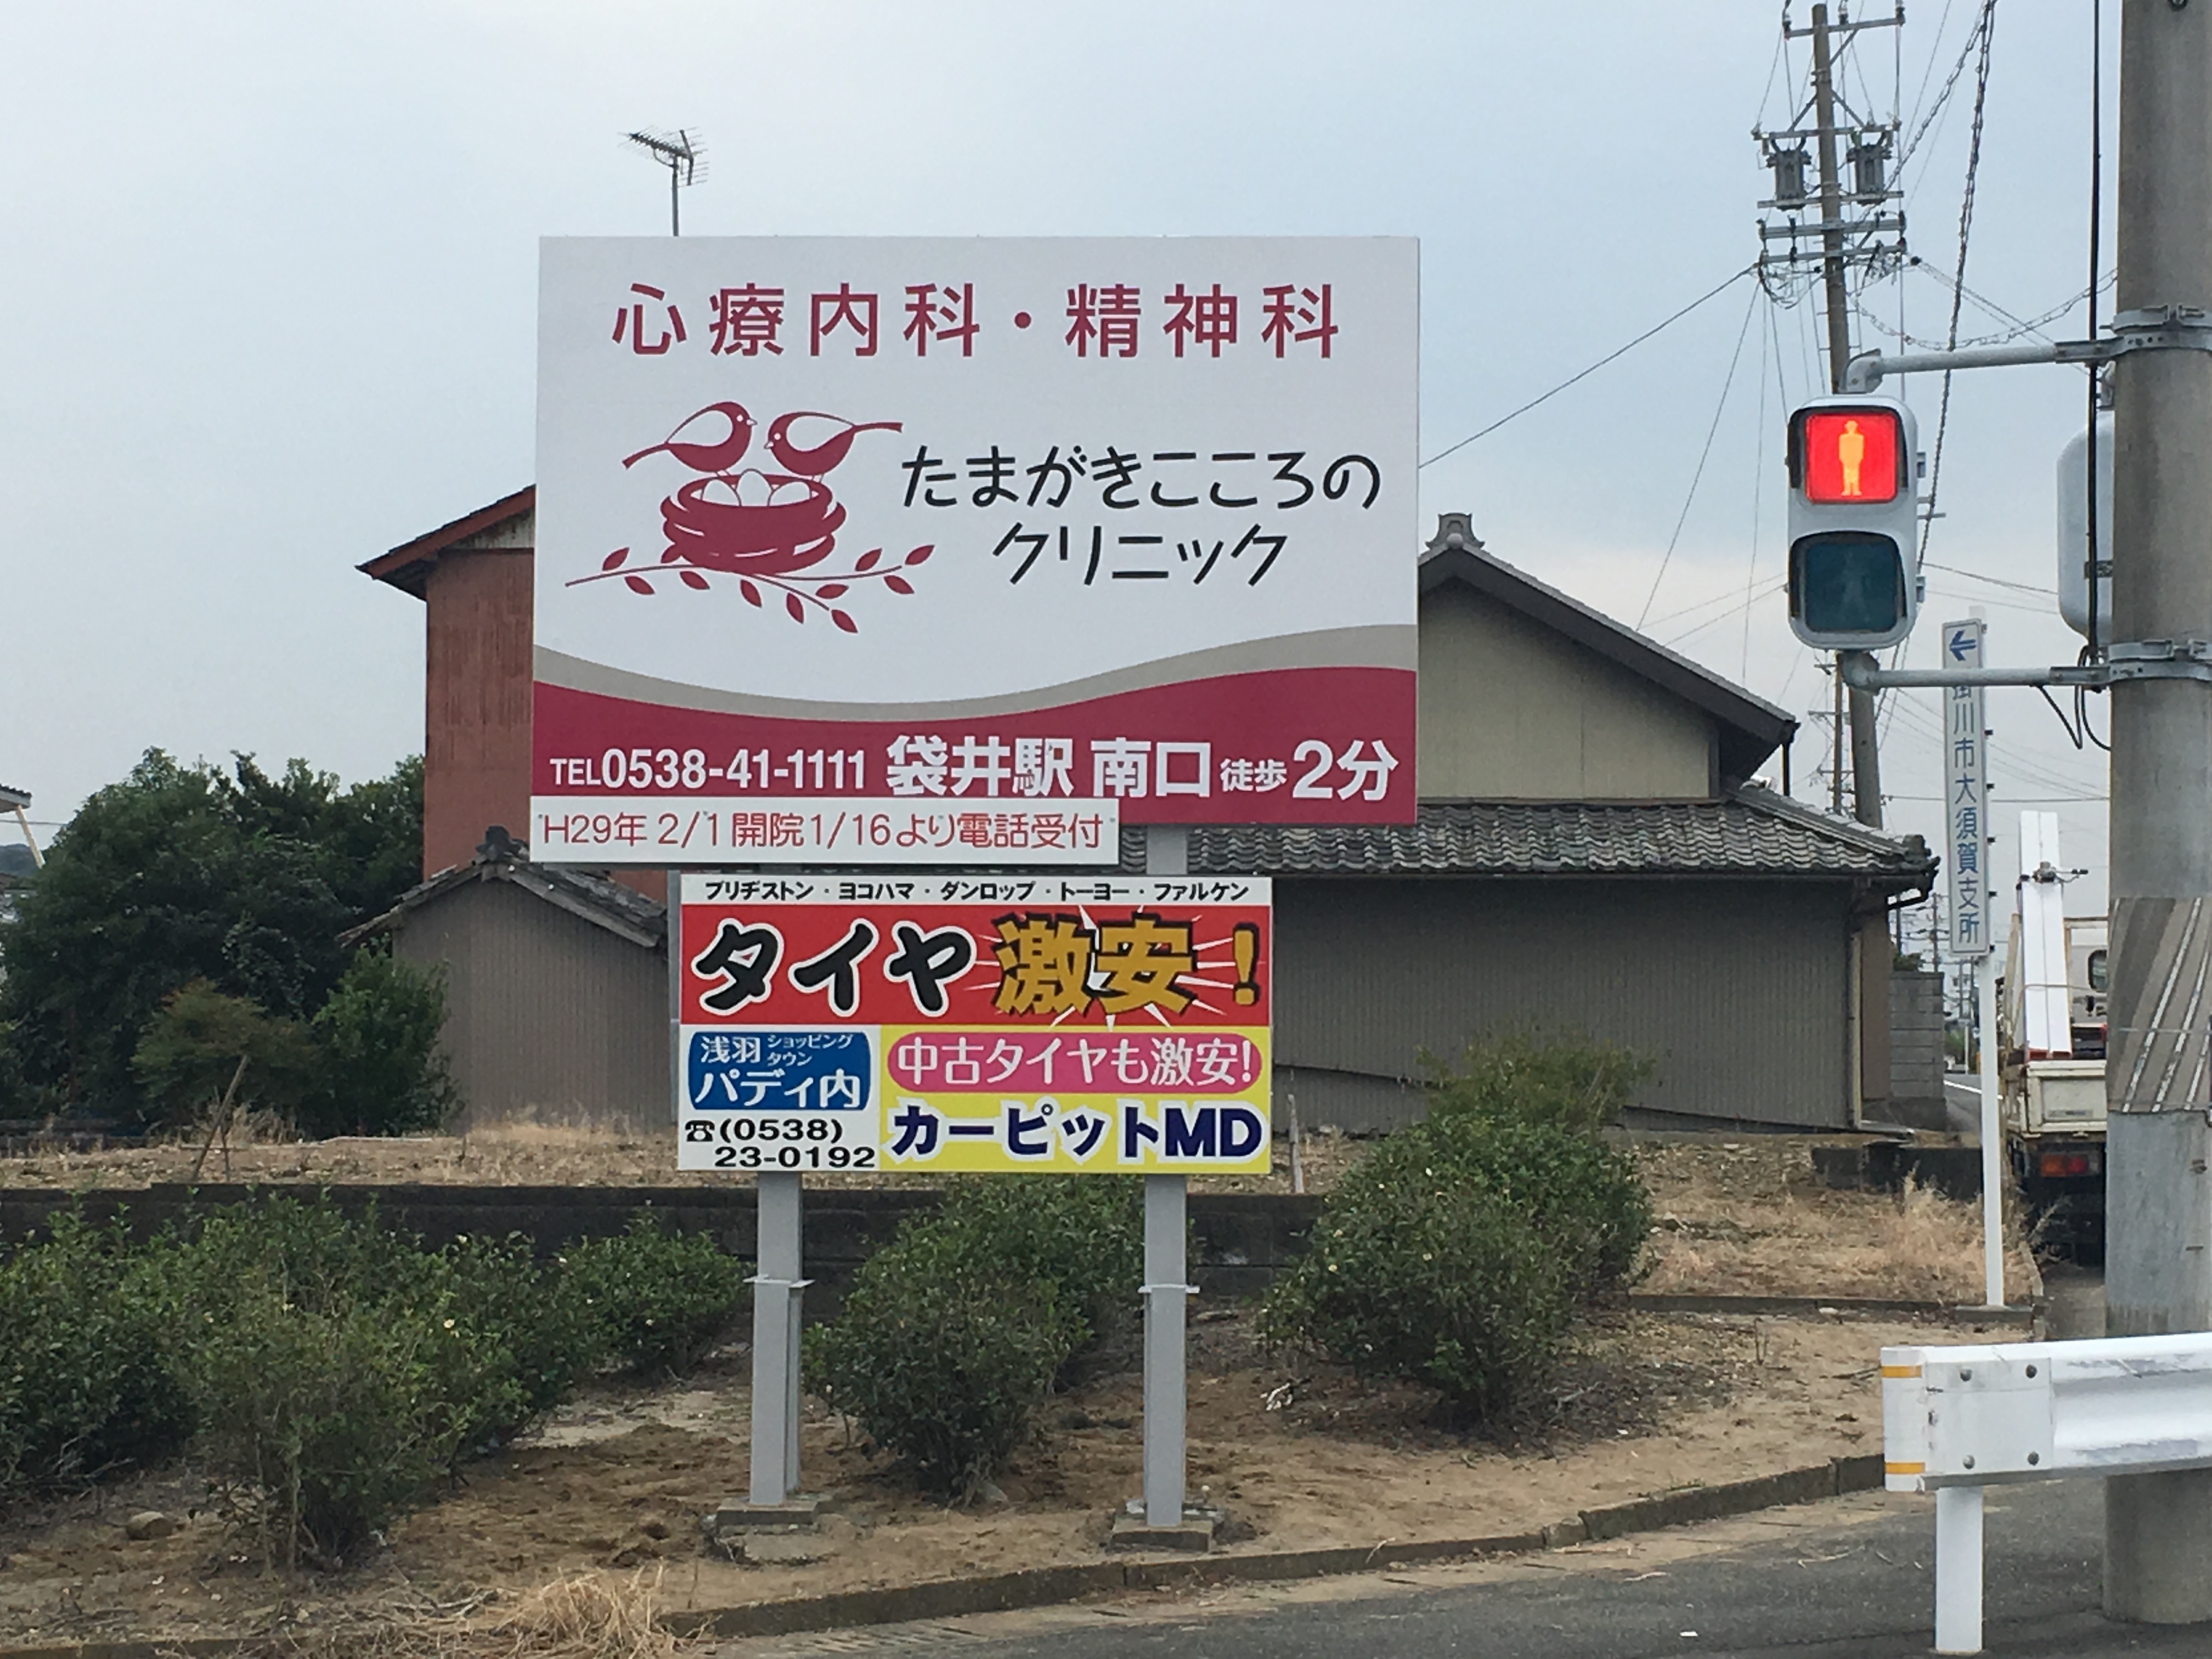 心療内科・精神科
たまがきこころの
クリニック
TEL0538-41-1111 袋井駅 南口 徒歩2分
H29年 2/1 開院 1/16より電話受付
ブリヂストン・ヨコハマ・ダンロップ・トーヨー・ファルケン
タイヤ激安!
浅羽 ショッピングタウン
パディ内
☎(0538)
23-0192
中古タイヤも激安!
カーピットMD
掛川市大須賀支所